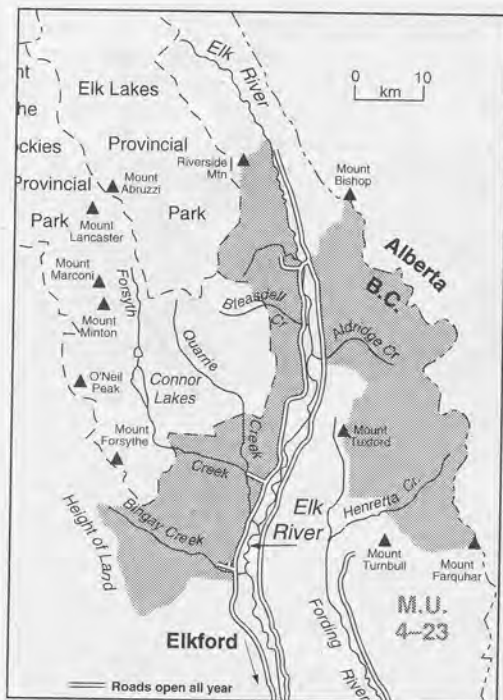 Elk
River
0 10
km
nt
he
ockies
Provincial
Park
Elk Lakes
Provincial
Park
Riverside
Mtn
Mount
Abruzzi
Mount
Lancaster
Mount
Bishop
Alberta
B.C.
Mount
Marconi
Forsyth
Mount
Minton
Bleasdell
Cr
Aldridge Cr
Quarrie
Creek
O'Neil
Peak
Connor
Lakes
Mount
Tuxford
Mount
Forsythe
Creek
Elk
River
Henretta Cr.
Height of Land
Bingay Creek
Mount
Turnbull
Mount
Farquhar
M.U.
4–23
Fording
River
Elkford
Roads open all year